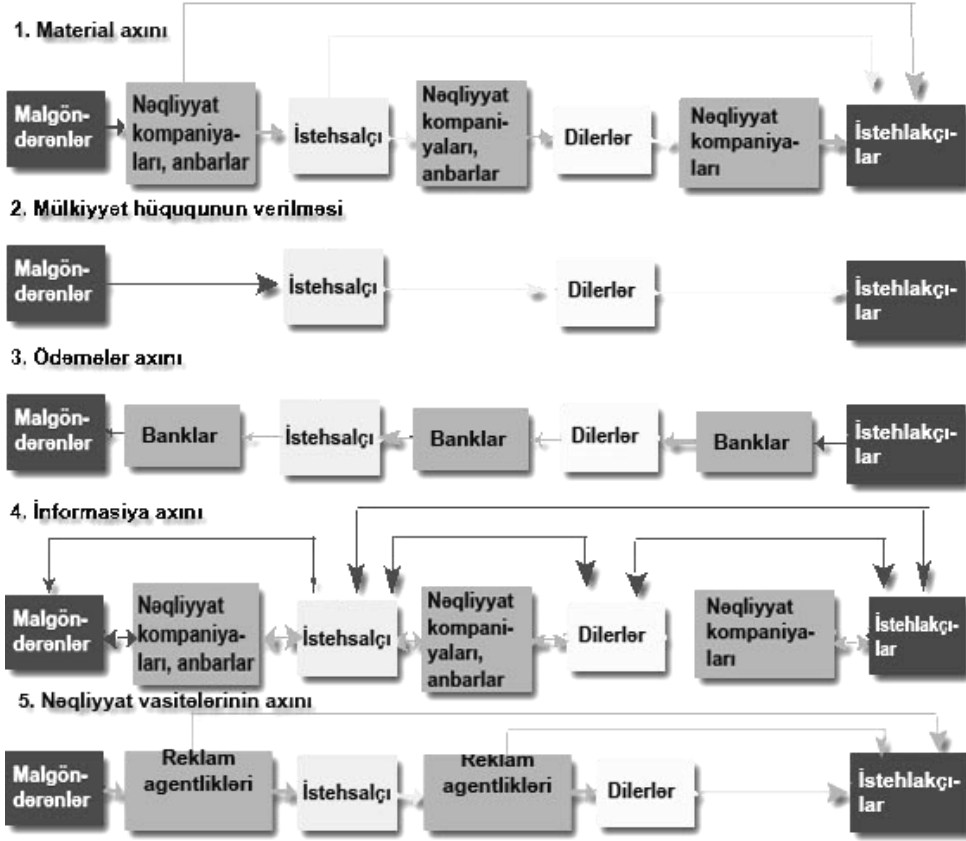 1. Material axını
Malgön-
dərənlər
Nəqliyyat
kompaniya-
ları, anbarlar
İstehsalçı
Nəqliyyat
kompani-
yaları,
anbarlar
Dilerlər
Nəqliyyat
kompaniya-
ları
İstehlakçı-
lar
2. Mülkiyyət hüququnun verilməsi
Malgön-
dərənlər
İstehsalçı
Dilerlər
İstehlakçı-
lar
3. Ödəmələr axını
Malgön-
dərənlər
Banklar
İstehsalçı
Banklar
Dilerlər
Banklar
İstehlakçı-
lar
4. İnformasiya axını
Malgön-
dərənlər
Nəqliyyat
kompaniya-
ları, anbarlar
İstehsalçı
Nəqliyyat
kompani-
yaları,
anbarlar
Dilerlər
Nəqliyyat
kompaniya-
ları
İstehlakçı-
lar
5. Nəqliyyat vasitələrinin axını
Malgön-
dərənlər
Reklam
agentlikləri
İstehsalçı
Reklam
agentlikləri
Dilerlər
İstehlakçı-
lar